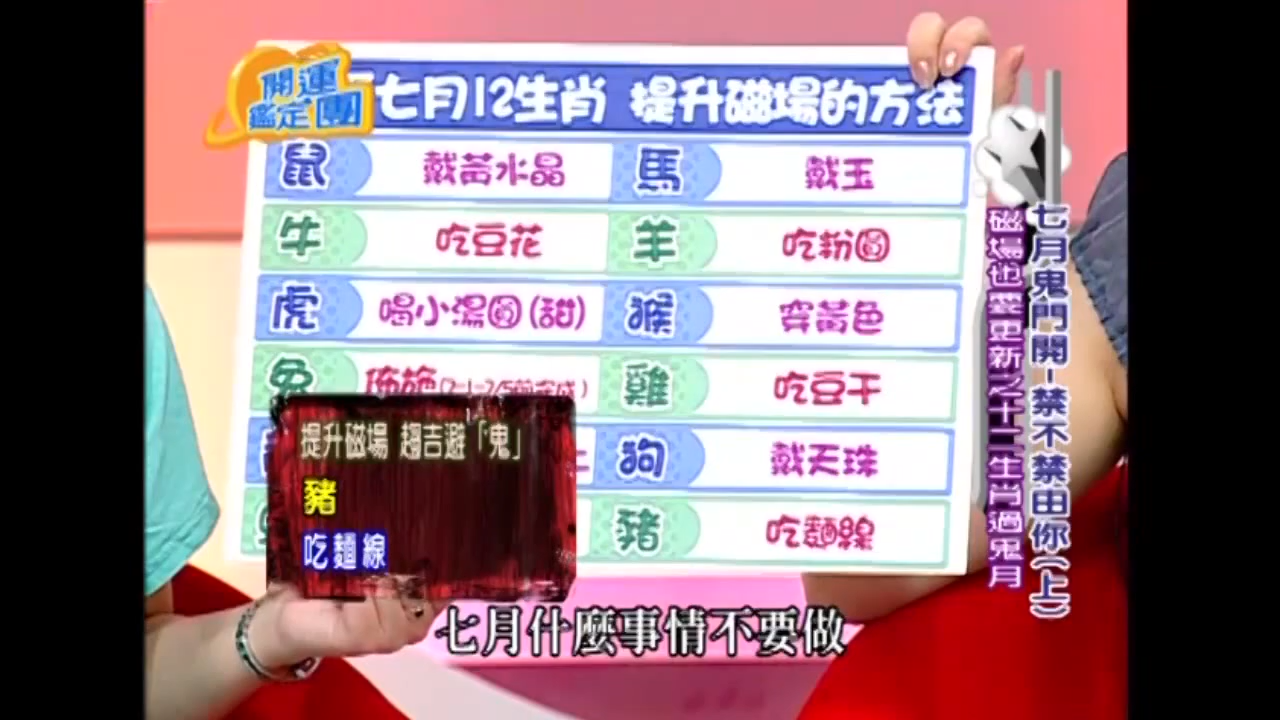 開運
鑑定團
七月12生肖 提升磁場的方法
鼠 戴黃水晶 馬 戴玉
牛 吃豆花 羊 吃粉圓
虎 喝小湯圓(甜) 猴 穿黃色
兔 佈施 雞 吃豆干
狗 戴天珠
豬 吃麵線
提升磁場 趨吉避「鬼」
豬
吃麵線
七月什麼事情不要做
七月鬼門開-禁不禁由你(上)
磁場也要更新之十二生肖過鬼月